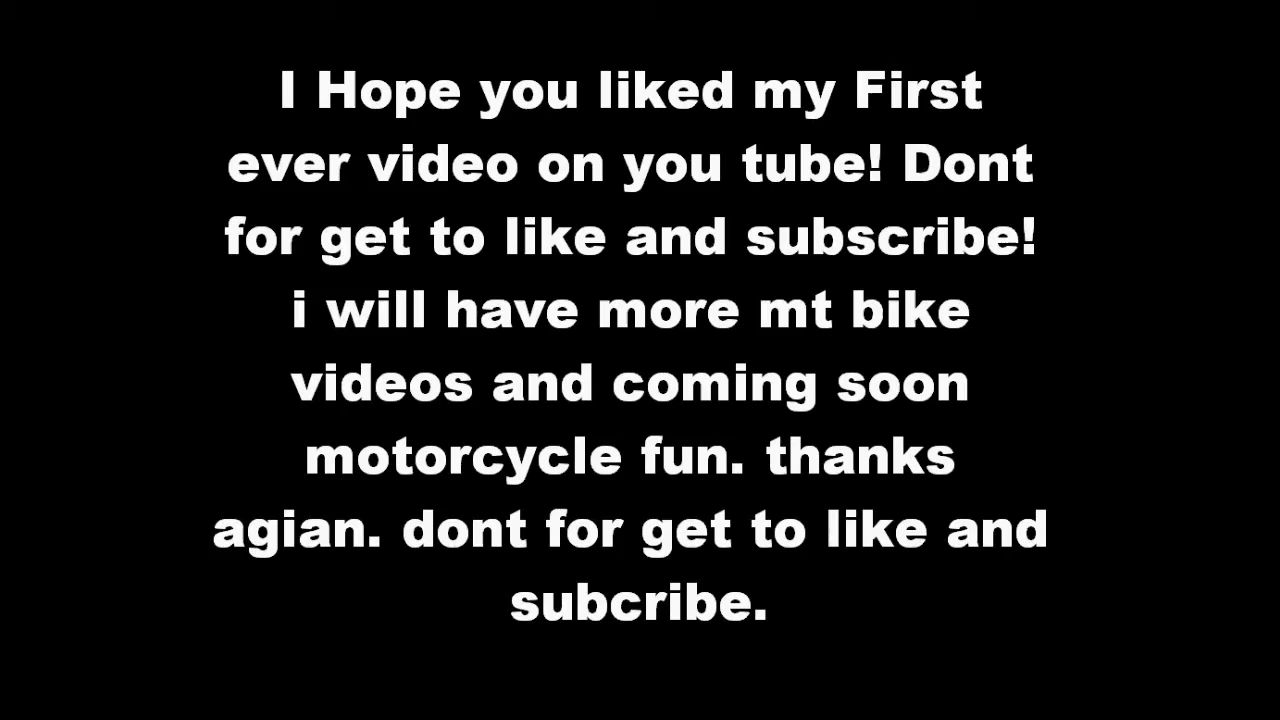 I Hope you liked my First
ever video on you tube! Dont
for get to like and subscribe!
i will have more mt bike
videos and coming soon
motorcycle fun. thanks
agian. dont for get to like and
subcribe.